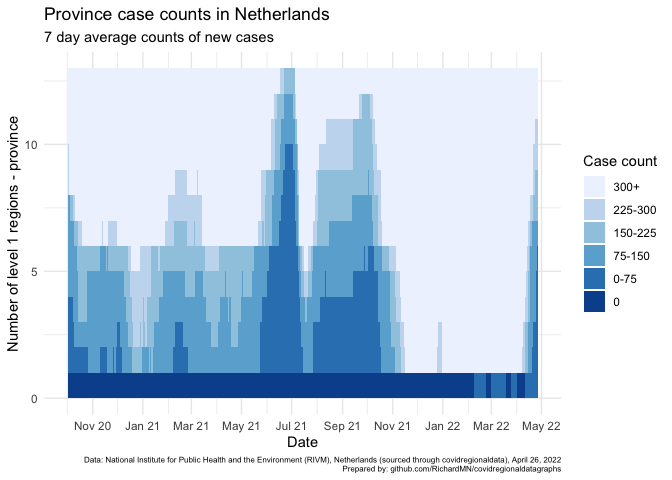 Province case counts in Netherlands
7 day average counts of new cases
Number of level 1 regions - province
10
5
0
Nov 20 Jan 21 Mar 21 May 21 Jul 21 Sep 21 Nov 21 Jan 22 Mar 22 May 22
Date
Case count
300+
225-300
150-225
75-150
0-75
0
Data: National Institute for Public Health and the Environment (RIVM), Netherlands (sourced through covidregionaldata), April 26, 2022
Prepared by: github.com/RichardMN/covidregionaldatagraphs